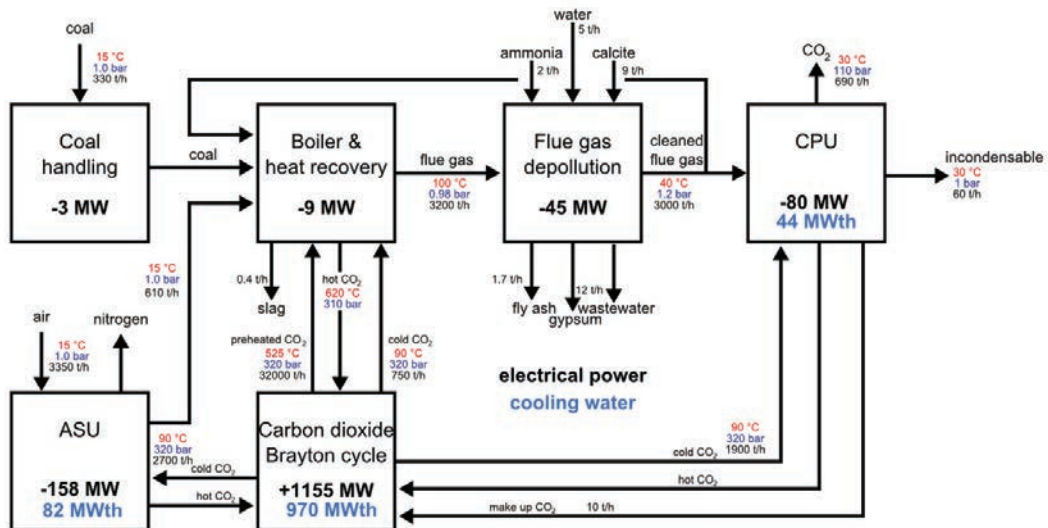 coal
15 °C
1.0 bar
330 t/h
Coal
handling
-3 MW
coal
Boiler &
heat recovery
-9 MW
flue gas
100 °C
0.98 bar
3200 t/h
ammonia
2 t/h
water
5 t/h
calcite
9 t/h
Flue gas
depollution
-45 MW
cleaned
flue gas
40 °C
1.2 bar
3000 t/h
CO₂
30 °C
110 bar
690 t/h
CPU
-80 MW
44 MWth
incondensable
30 °C
1 bar
60 t/h
15 °C
1.0 bar
610 t/h
0.4 t/h
slag
hot CO₂
620 °C
310 bar
1.7 t/h
fly ash
12 t/h
gypsum
wastewater
air
15 °C
1.0 bar
3350 t/h
nitrogen
preheated CO₂
525 °C
320 bar
32000 t/h
cold CO₂
90 °C
320 bar
750 t/h
electrical power
cooling water
ASU
-158 MW
82 MWth
90 °C
320 bar
2700 t/h
cold CO₂
hot CO₂
Carbon dioxide
Brayton cycle
+1155 MW
970 MWth
cold CO₂
90 °C
320 bar
1900 t/h
hot CO₂
make up CO₂ 10 t/h